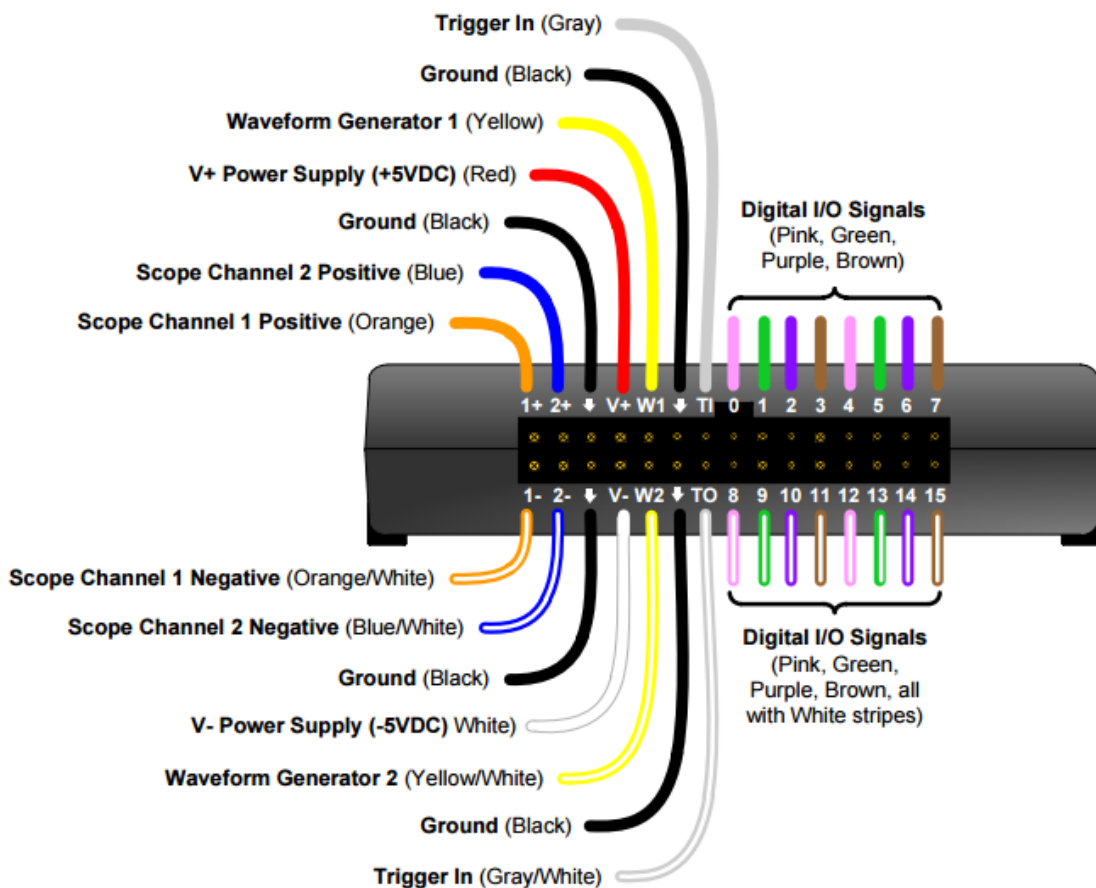 Trigger In (Gray)
Ground (Black)
Waveform Generator 1 (Yellow)
V+ Power Supply (+5VDC) (Red)
Ground (Black)
Scope Channel 2 Positive (Blue)
Scope Channel 1 Positive (Orange)
Digital I/O Signals
(Pink, Green,
Purple, Brown)
1+ 2+ ⬇ V+ W1 ⬇ TI 0 1 2 3 4 5 6 7
1- 2- ⬇ V- W2 ⬇ TO 8 9 10 11 12 13 14 15
Scope Channel 1 Negative (Orange/White)
Scope Channel 2 Negative (Blue/White)
Ground (Black)
V- Power Supply (-5VDC) White)
Waveform Generator 2 (Yellow/White)
Ground (Black)
Trigger In (Gray/White)
Digital I/O Signals
(Pink, Green,
Purple, Brown, all
with White stripes)